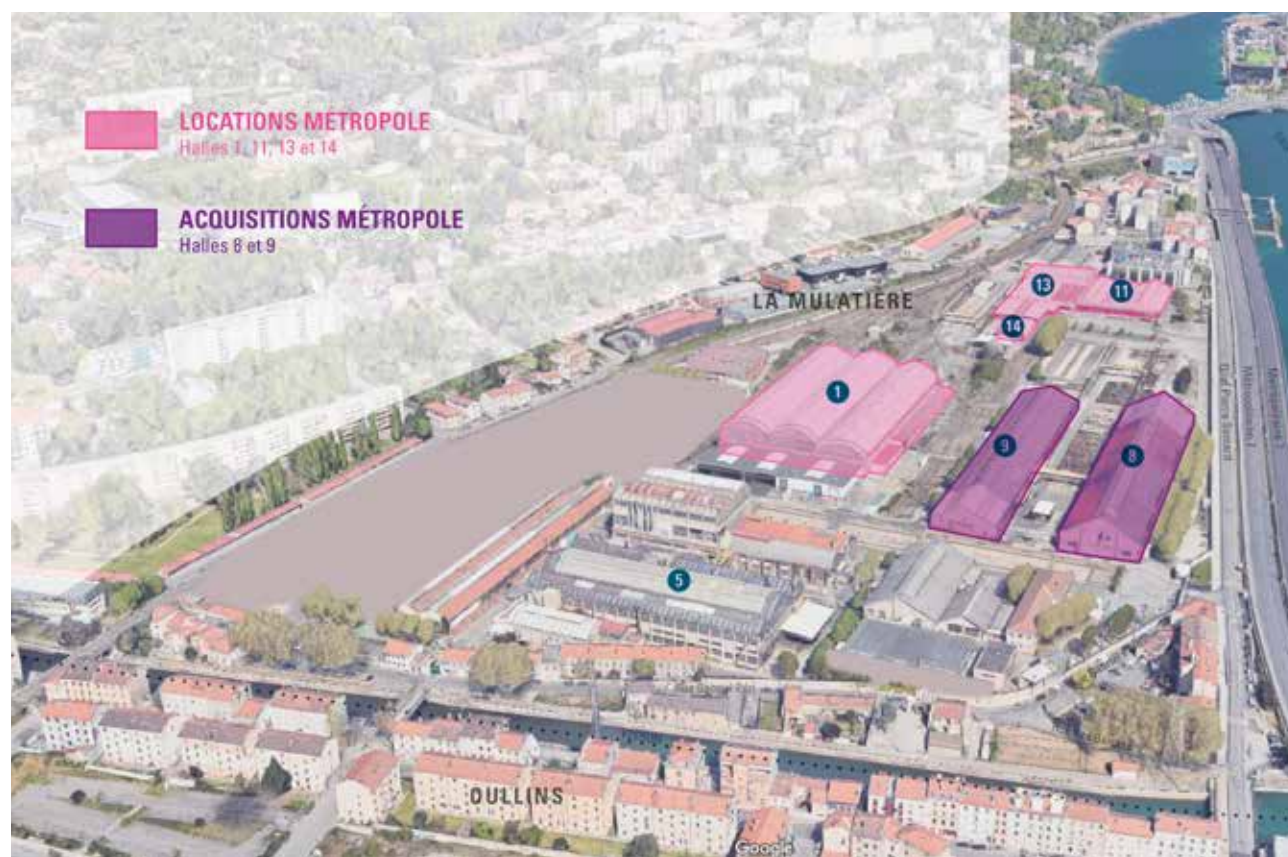 LOCATIONS MÉTROPOLE
Halles 1, 11, 13 et 14
ACQUISITIONS MÉTROPOLE
Halles 8 et 9
13
11
LA MULATIÈRE
14
1
9
8
5
OULLINS
Google